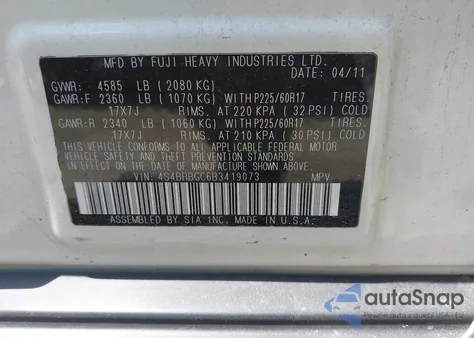 MFD BY FUJI HEAVY INDUSTRIES LTD.
DATE: 04/11
GVWR: 4585 LB (2080 KG)
GAWR:F 2360 LB (1070 KG) WITH P225/60R17 TIRES.
17X7J RIMS. AT 220 KPA ( 32 PSI) COLD
GAWR:R 2340 LB (1060 KG) WITH P225/60R17 TIRES.
17X7J RIMS. AT 210 KPA ( 30 PSI) COLD
THIS VEHICLE CONFORMS TO ALL APPLICABLE FEDERAL MOTOR
VEHICLE SAFETY STANDARDS IN EFFECT ON THE DATE OF
MANUFACTURE SHOWN ABOVE.
VIN: 4S4BRBGC6B3419073 MPV
ASSEMBLED BY SIA INC. MADE IN U.S.A.
autoSnap